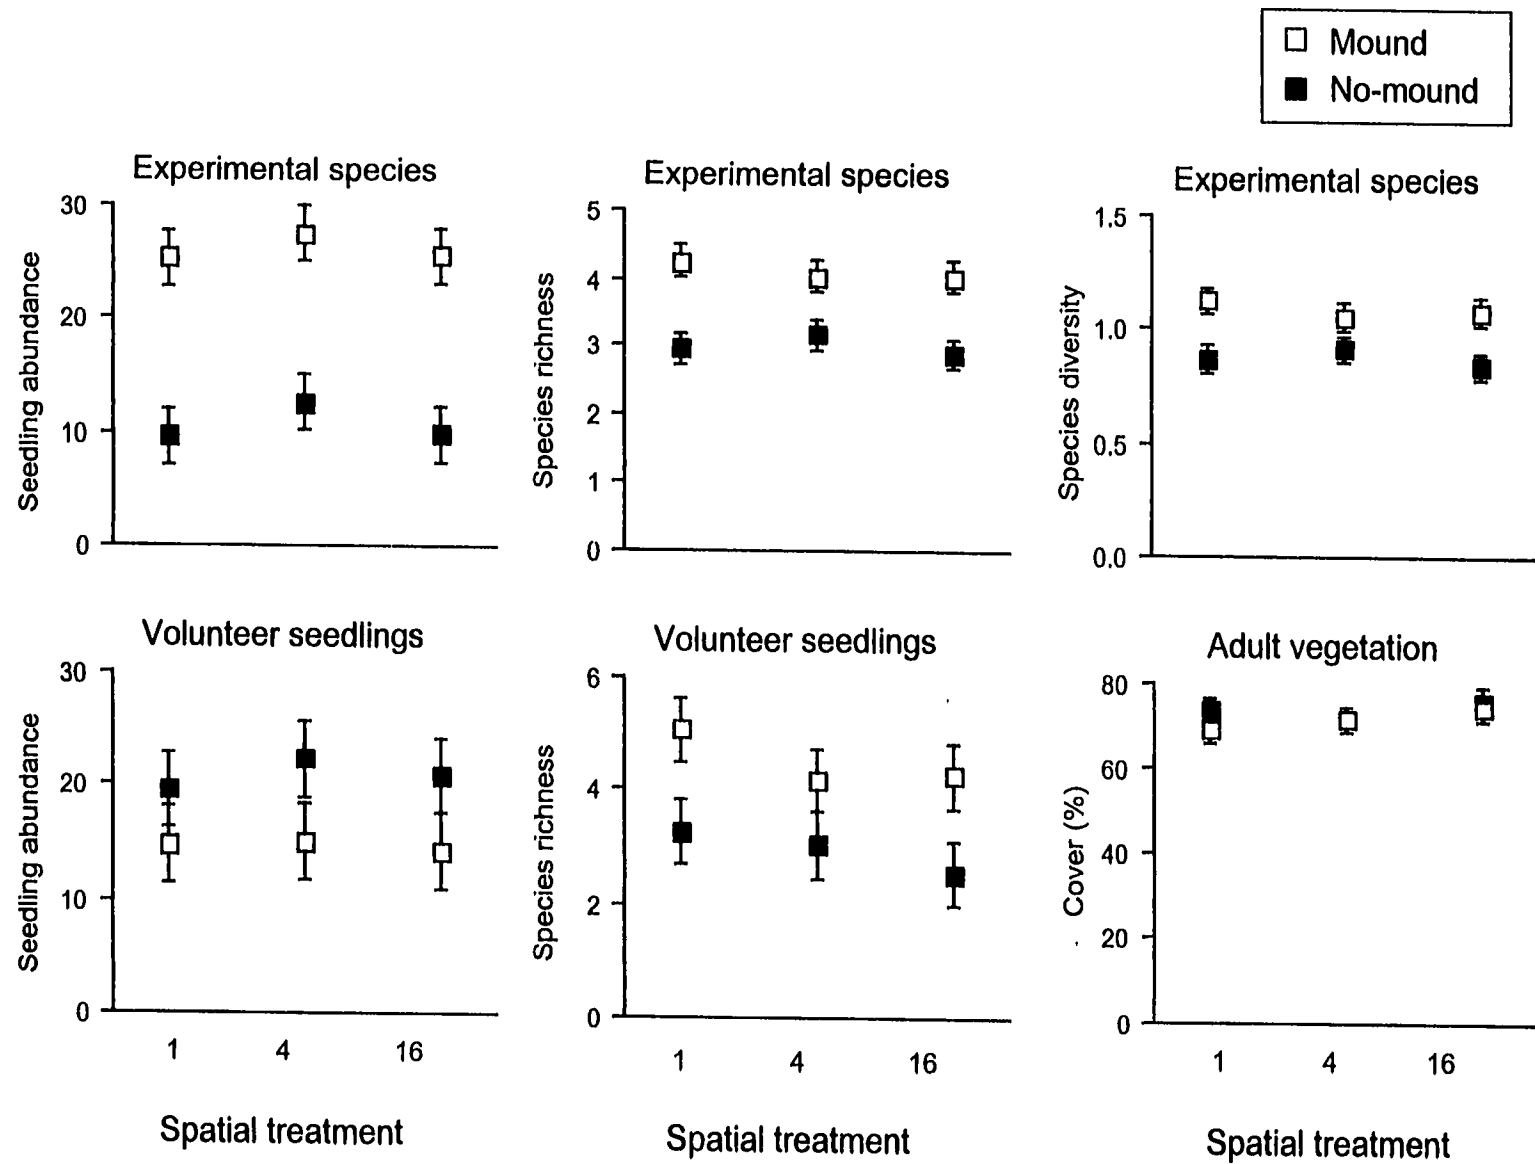 Mound
No-mound
Experimental species
Seedling abundance
30
20
10
0
Experimental species
Species richness
5
4
3
2
1
0
Experimental species
Species diversity
1.5
1.0
0.5
0.0
Volunteer seedlings
Seedling abundance
30
20
10
0
1 4 16
Spatial treatment
Volunteer seedlings
Species richness
6
4
2
0
1 4 16
Spatial treatment
Adult vegetation
Cover (%)
80
60
40
20
0
1 4 16
Spatial treatment